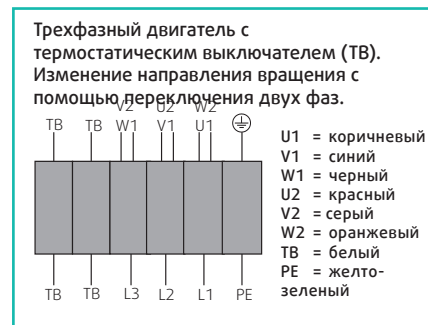 Трехфазный двигатель с
термостатическим выключателем (ТВ).
Изменение направления вращения с
помощью переключения двух фаз.
V2 U2 W2
ТВ ТВ W1 V1 U1
U1 = коричневый
V1 = синий
W1 = черный
U2 = красный
V2 = серый
W2 = оранжевый
ТВ = белый
PE = желто-
зеленый
ТВ ТВ L3 L2 L1 PE